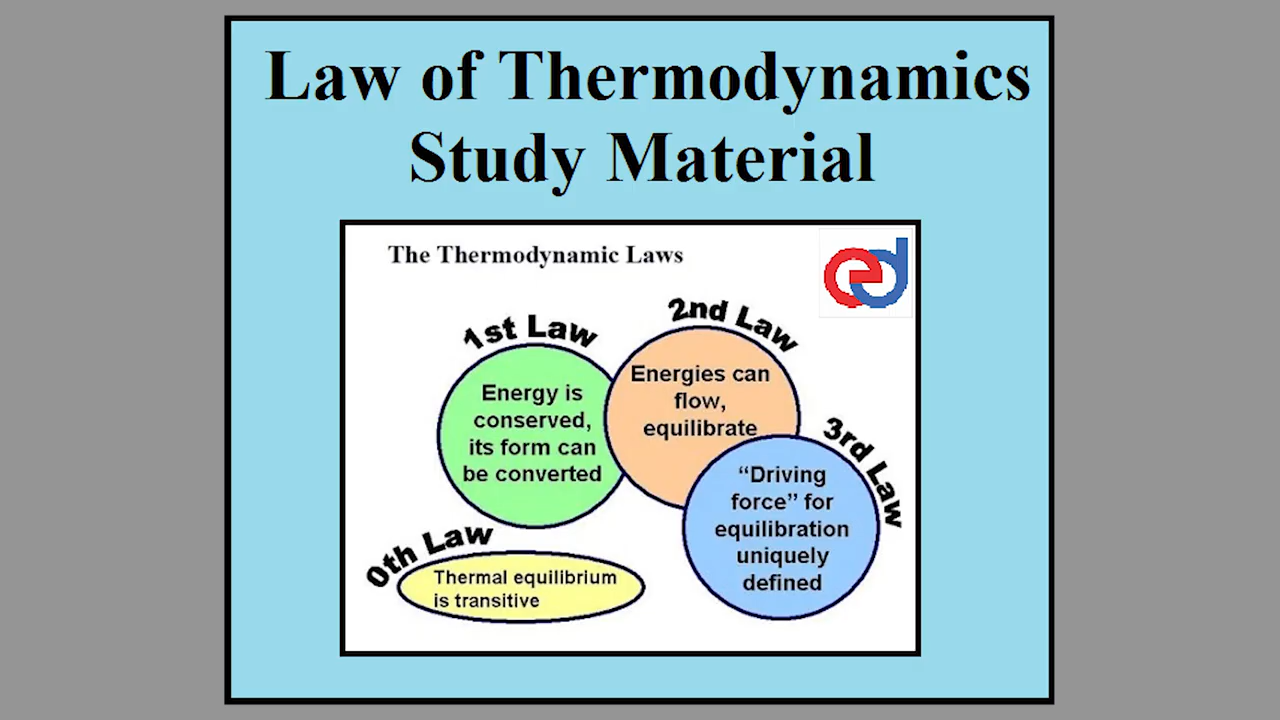 Law of Thermodynamics
Study Material
The Thermodynamic Laws
ed
1st Law
Energy is
conserved,
its form can
be converted
2nd Law
Energies can
flow,
equilibrate
3rd Law
“Driving
force” for
equilibration
uniquely
defined
0th Law
Thermal equilibrium
is transitive